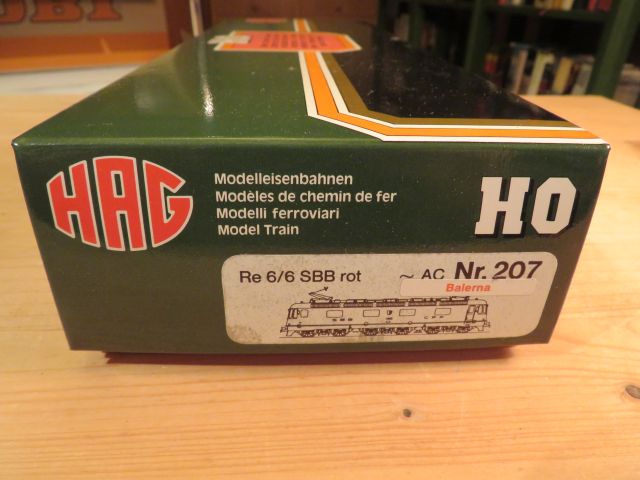 OBI
HAG
Modelleisenbahnen
Modèles de chemin de fer
Modelli ferroviari
Model Train
HO
Re 6/6 SBB rot ~ AC Nr. 207
Balerna